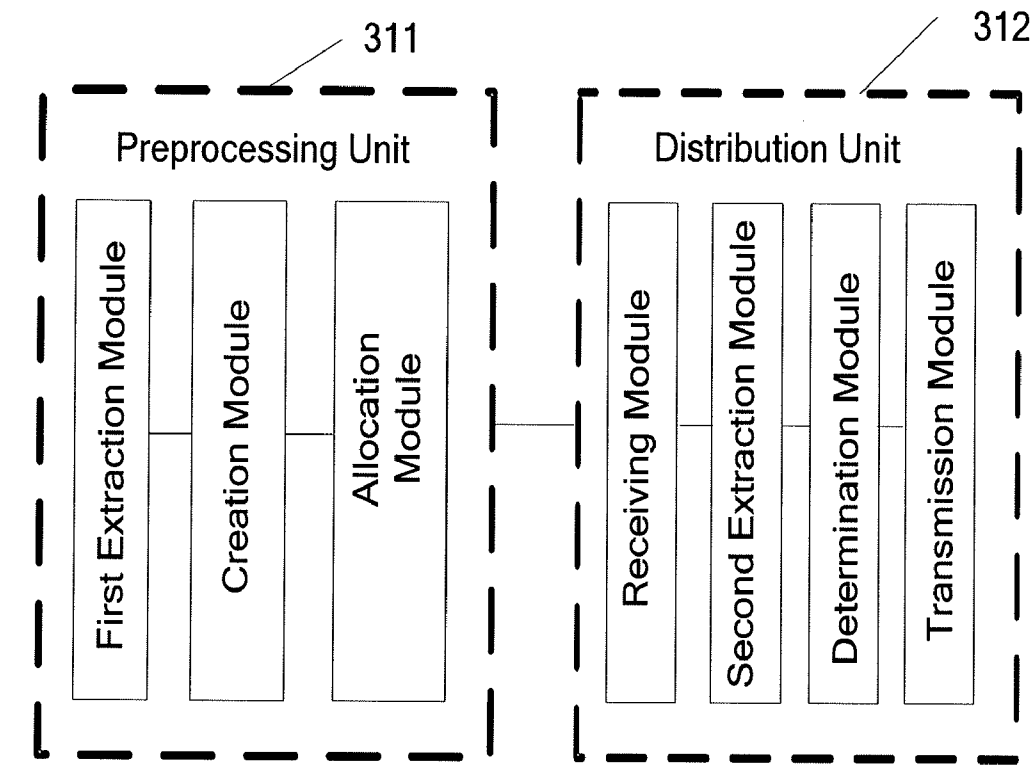 311
312
Preprocessing Unit
First Extraction Module
Creation Module
Allocation
Module
Distribution Unit
Receiving Module
Second Extraction Module
Determination Module
Transmission Module